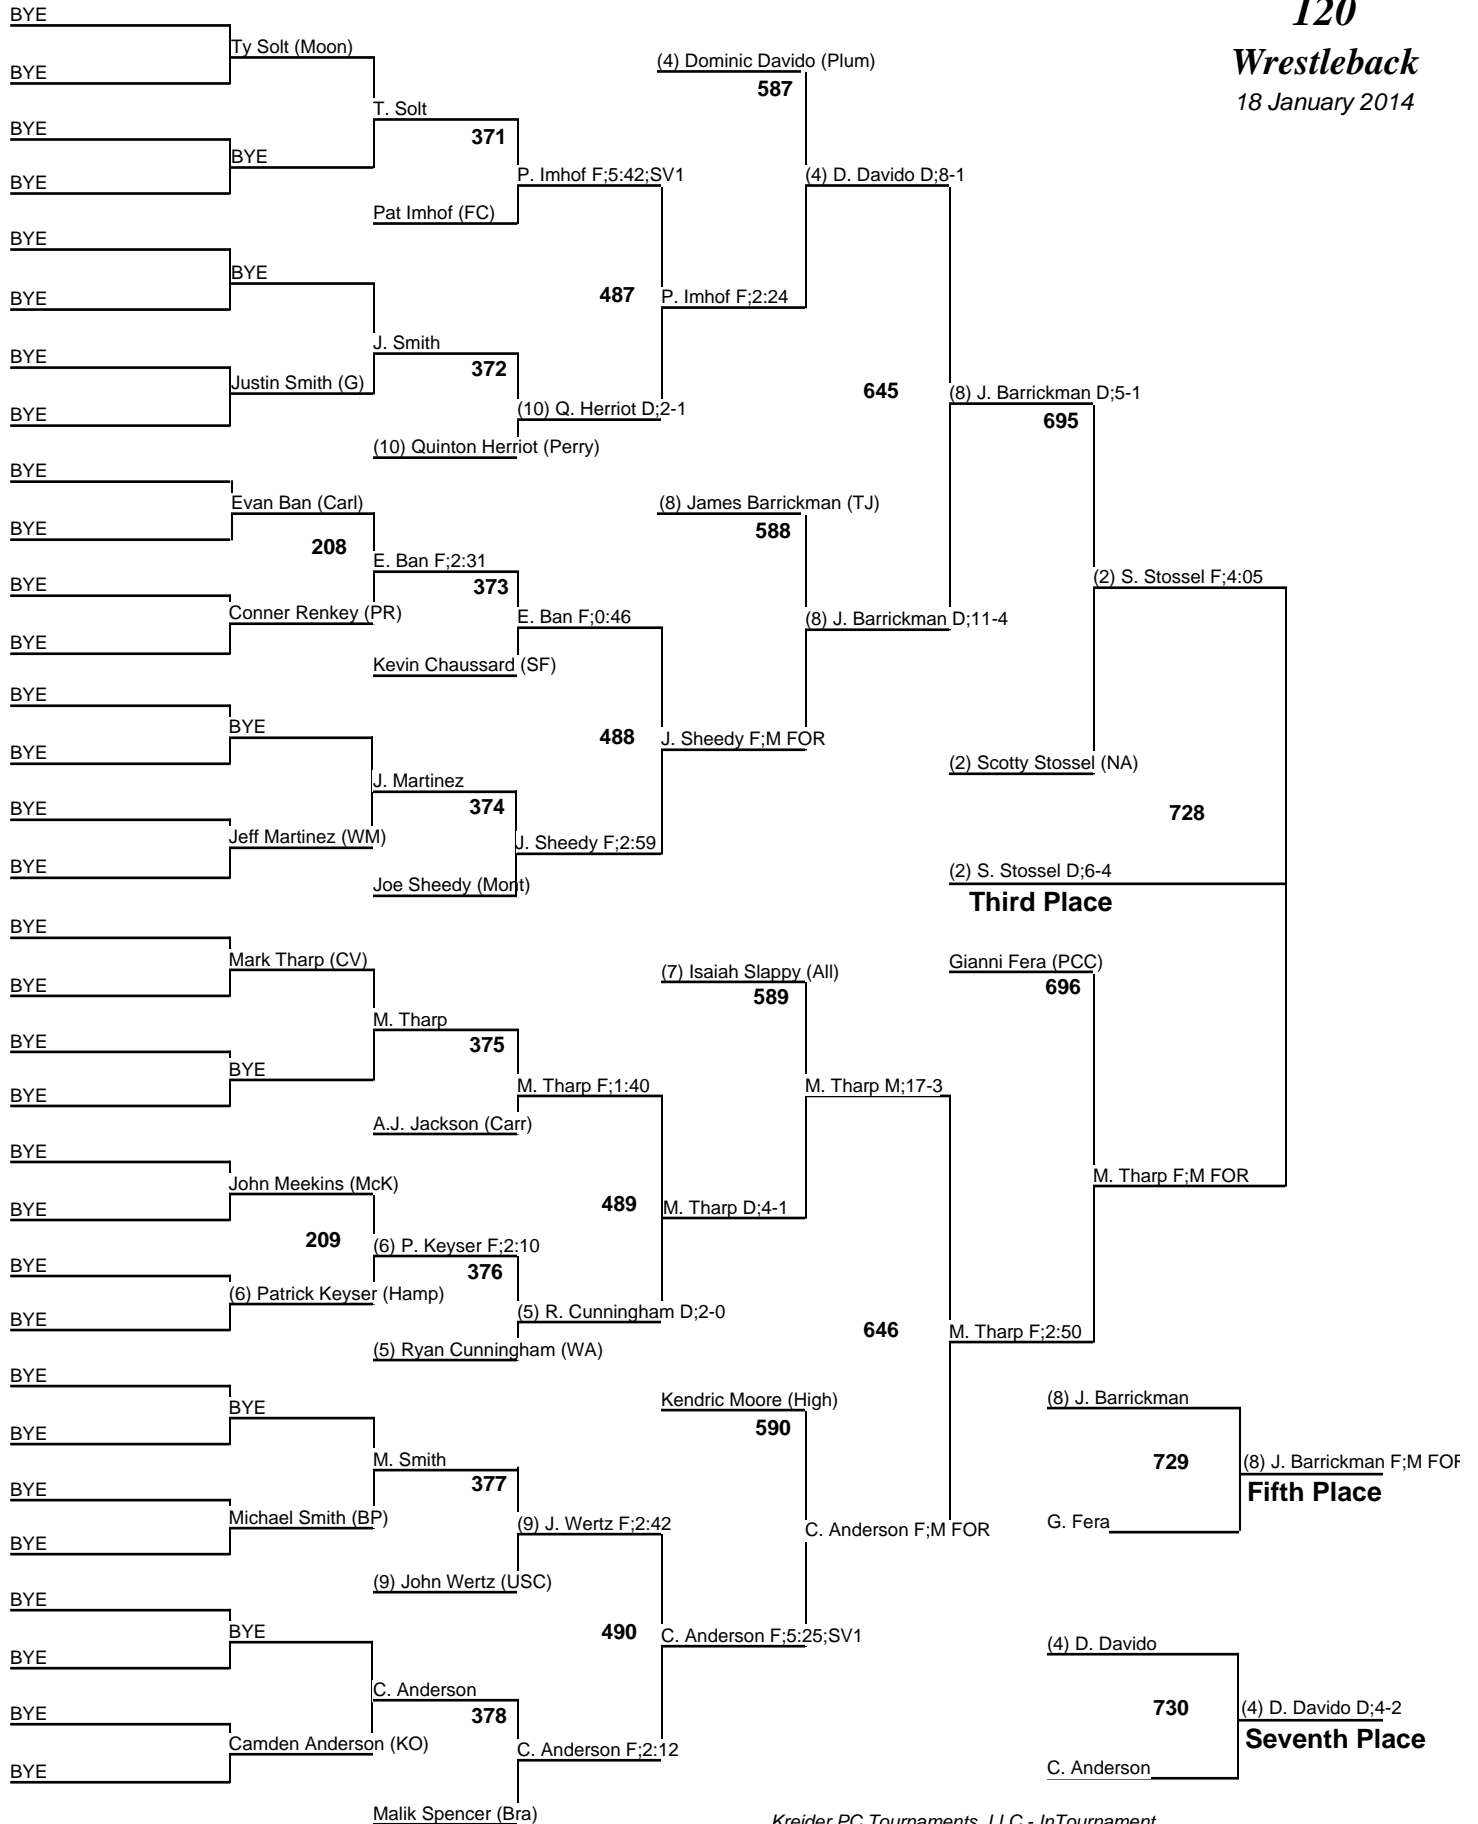 120
Wrestleback
18 January 2014
BYE
Ty Solt (Moon)
BYE
T. Solt
371
BYE
BYE
BYE
P. Imhof F;5:42;SV1
Pat Imhof (FC)
(4) Dominic Davido (Plum)
587
(4) D. Davido D;8-1
BYE
BYE
BYE
487
P. Imhof F;2:24
J. Smith
372
BYE
Justin Smith (G)
BYE
(10) Q. Herriot D;2-1
(10) Quinton Herriot (Perry)
645
(8) J. Barrickman D;5-1
695
BYE
Evan Ban (Carl)
BYE
208
E. Ban F;2:31
373
BYE
Conner Renkey (PR)
BYE
E. Ban F;0:46
Kevin Chaussard (SF)
(8) James Barrickman (TJ)
588
(8) J. Barrickman D;11-4
(2) S. Stossel F;4:05
BYE
BYE
BYE
488
J. Sheedy F;M FOR
J. Martinez
374
BYE
Jeff Martinez (WM)
BYE
J. Sheedy F;2:59
Joe Sheedy (Mont)
(2) Scotty Stossel (NA)
728
(2) S. Stossel D;6-4
Third Place
BYE
Mark Tharp (CV)
BYE
M. Tharp
375
BYE
BYE
BYE
M. Tharp F;1:40
A.J. Jackson (Carr)
(7) Isaiah Slappy (All)
589
M. Tharp M;17-3
Gianni Fera (PCC)
696
M. Tharp F;M FOR
BYE
John Meekins (McK)
BYE
489
M. Tharp D;4-1
209
(6) P. Keyser F;2:10
376
BYE
(6) Patrick Keyser (Hamp)
BYE
(5) R. Cunningham D;2-0
(5) Ryan Cunningham (WA)
646
M. Tharp F;2:50
BYE
BYE
BYE
M. Smith
377
BYE
Michael Smith (BP)
BYE
(9) J. Wertz F;2:42
(9) John Wertz (USC)
Kendric Moore (High)
590
C. Anderson F;M FOR
(8) J. Barrickman
729
(8) J. Barrickman F;M FOR
Fifth Place
G. Fera
BYE
BYE
BYE
490
C. Anderson F;5:25;SV1
C. Anderson
378
BYE
Camden Anderson (KO)
BYE
C. Anderson F;2:12
Malik Spencer (Bra)
(4) D. Davido
730
(4) D. Davido D;4-2
Seventh Place
C. Anderson
Kreider PC Tournaments, LLC - InTournament